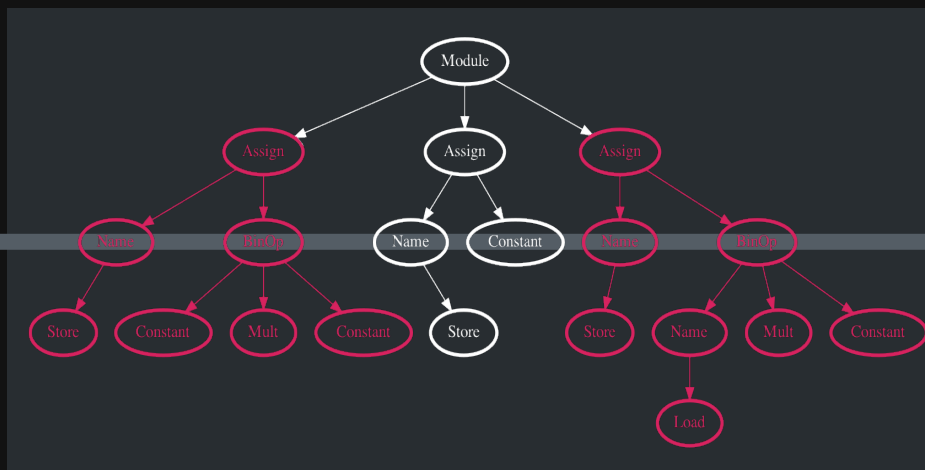 Module
Assign Assign Assign
Name BinOp Name Constant Name BinOp
Store Constant Mult Constant Store Store Name Mult Constant
Load